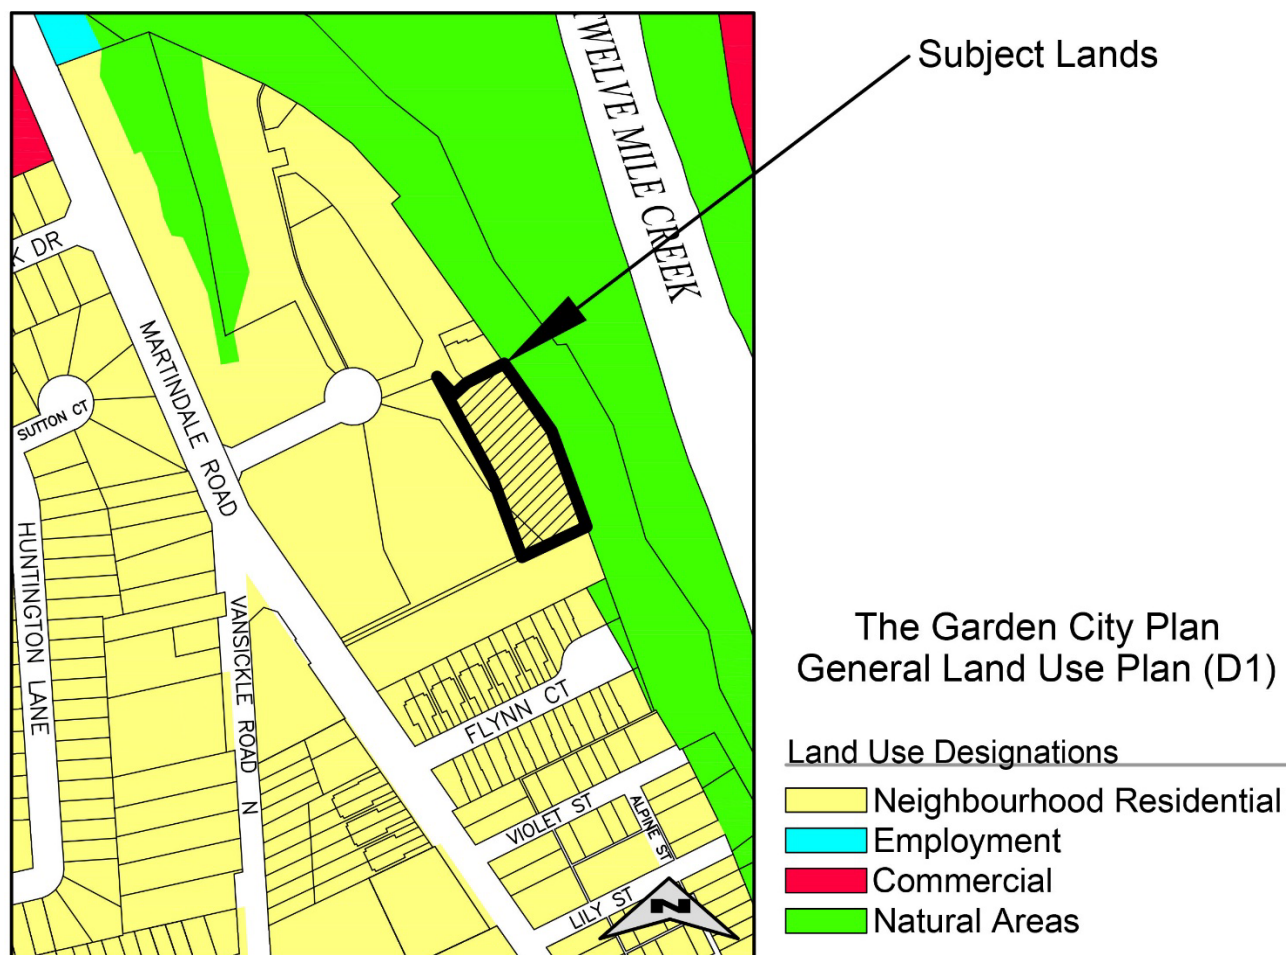 Subject Lands
TWELVE MILE CREEK
K DR
MARTINDALE ROAD
SUTTON CT
HUNTINGTON LANE
VANSICKLE ROAD N
FLYNN CT
VIOLET ST
ALPINE ST
LILY ST
N
The Garden City Plan
General Land Use Plan (D1)
Land Use Designations
Neighbourhood Residential
Employment
Commercial
Natural Areas